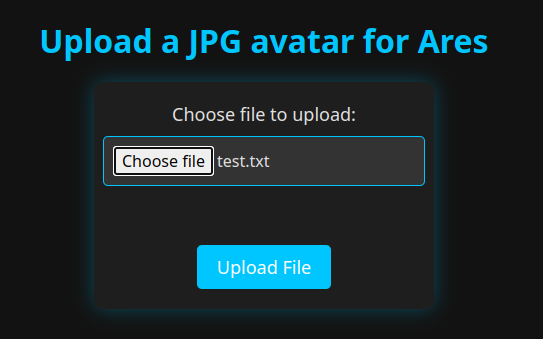 Upload a JPG avatar for Ares
Choose file to upload:
Choose file test.txt
Upload File